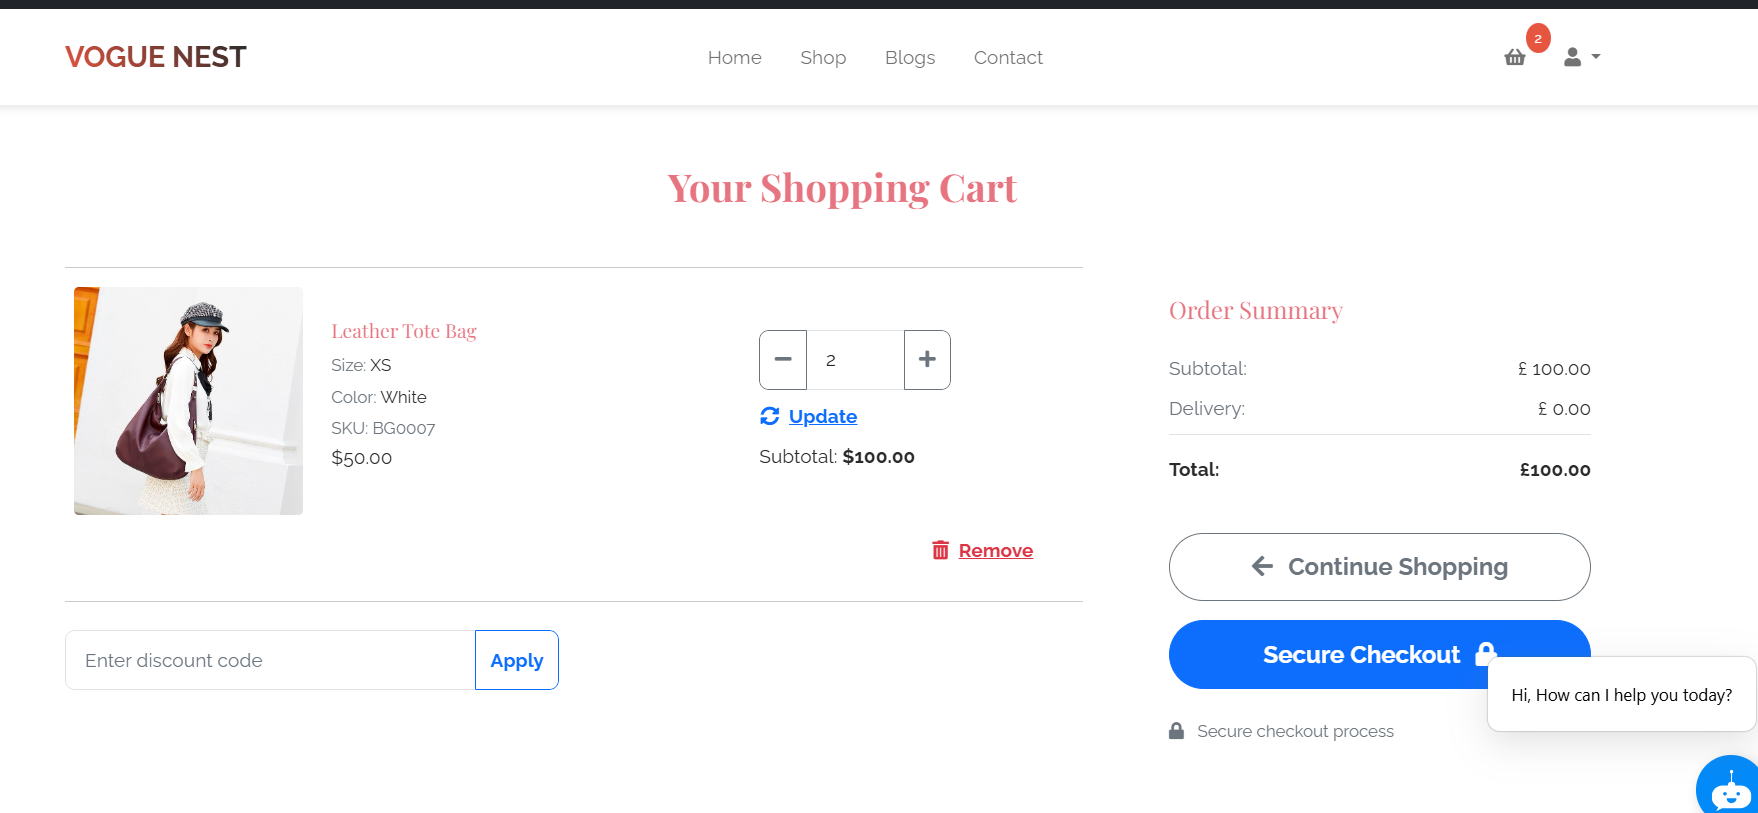 VOGUE NEST
Home Shop Blogs Contact
2
Your Shopping Cart
Leather Tote Bag
Size: XS
Color: White
SKU: BG0007
$50.00
2
Update
Subtotal: $100.00
Remove
Enter discount code
Apply
Order Summary
Subtotal: £ 100.00
Delivery: £ 0.00
Total: £100.00
Continue Shopping
Secure Checkout
Secure checkout process
Hi, How can I help you today?